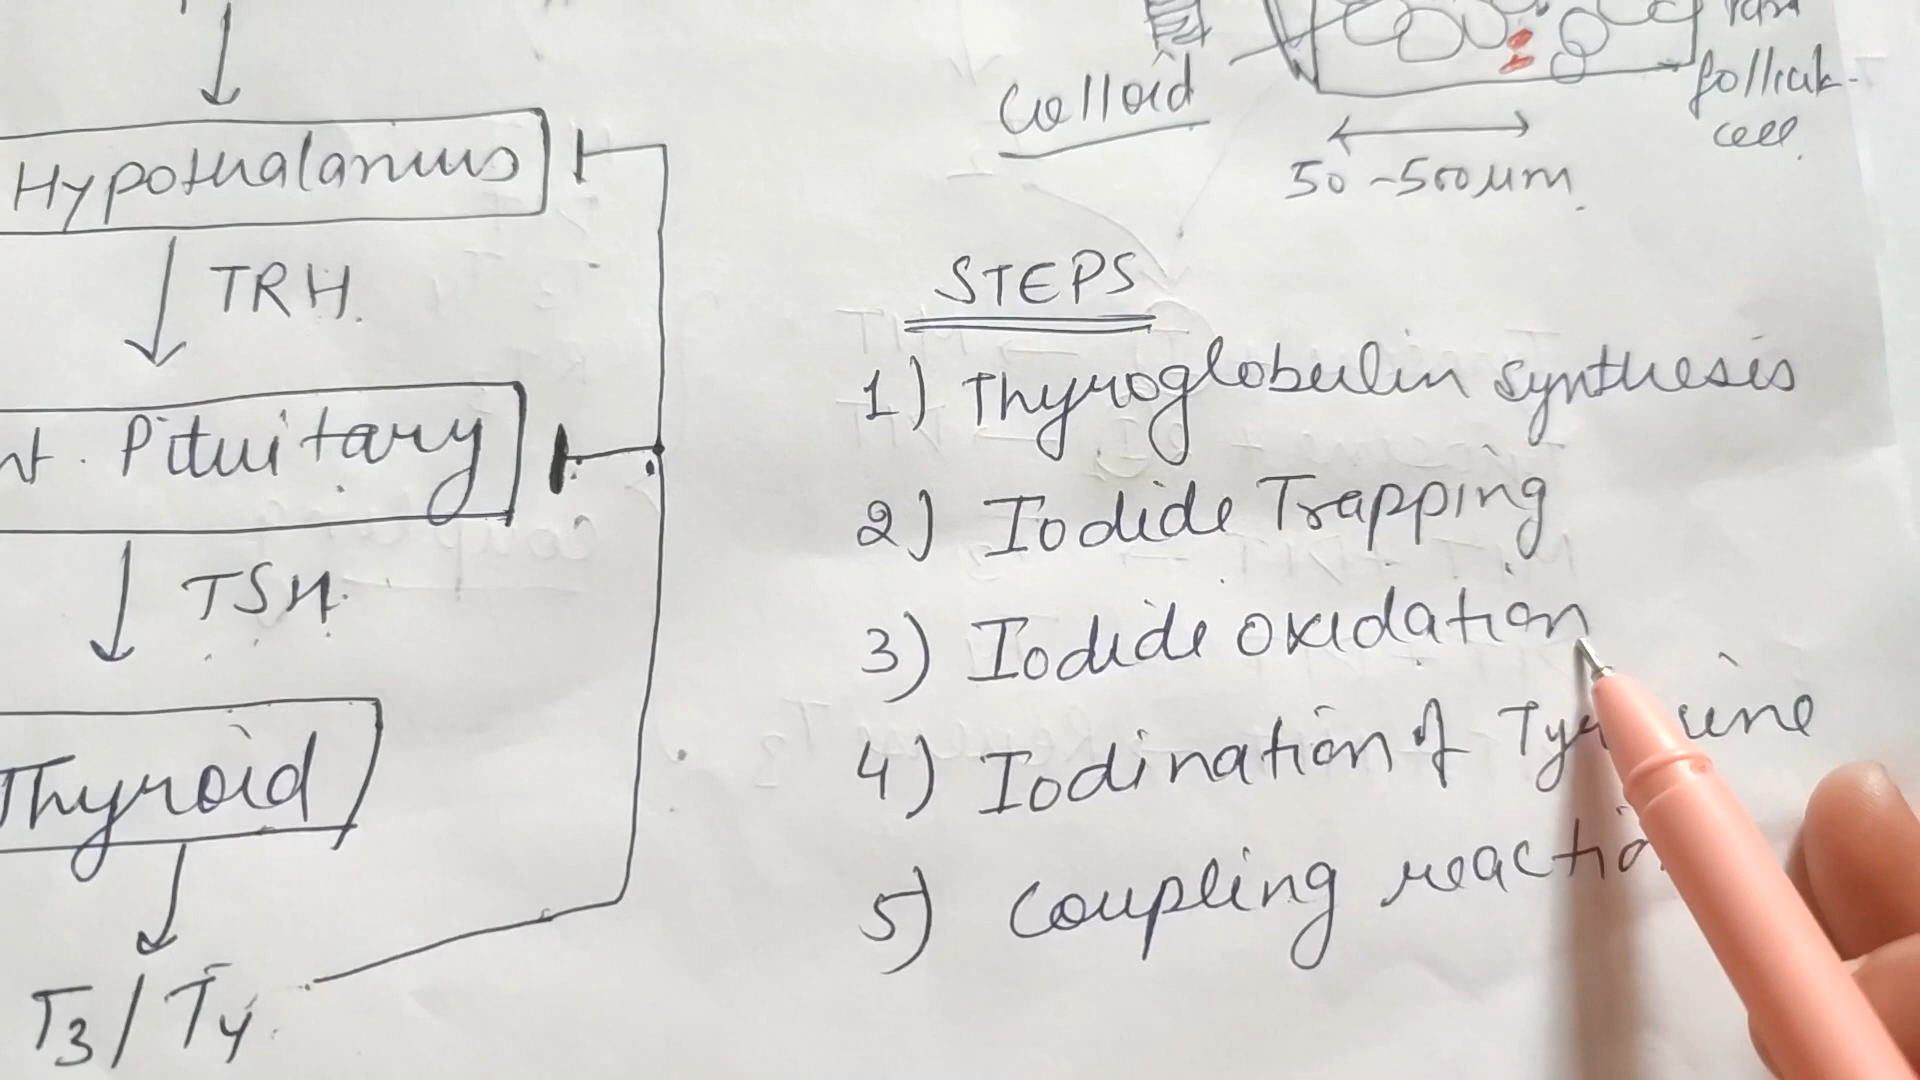 Hypothalamus
TRH.
Pituitary
TSH.
Thyroid
T3/T4
Colloid
follicle-
cell.
50-500μm.
STEPS
1) Thyroglobulin synthesis
2) Iodide Trapping
3) Iodide oxidation
4) Iodination of
5) Coupling